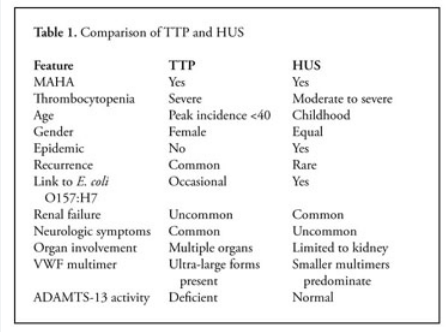 Table 1. Comparison of TTP and HUS
Feature TTP HUS
MAHA Yes Yes
Thrombocytopenia Severe Moderate to severe
Age Peak incidence <40 Childhood
Gender Female Equal
Epidemic No Yes
Recurrence Common Rare
Link to E. coli Occasional Yes
O157:H7
Renal failure Uncommon Common
Neurologic symptoms Common Uncommon
Organ involvement Multiple organs Limited to kidney
VWF multimer Ultra-large forms Smaller multimers
present predominate
ADAMTS-13 activity Deficient Normal